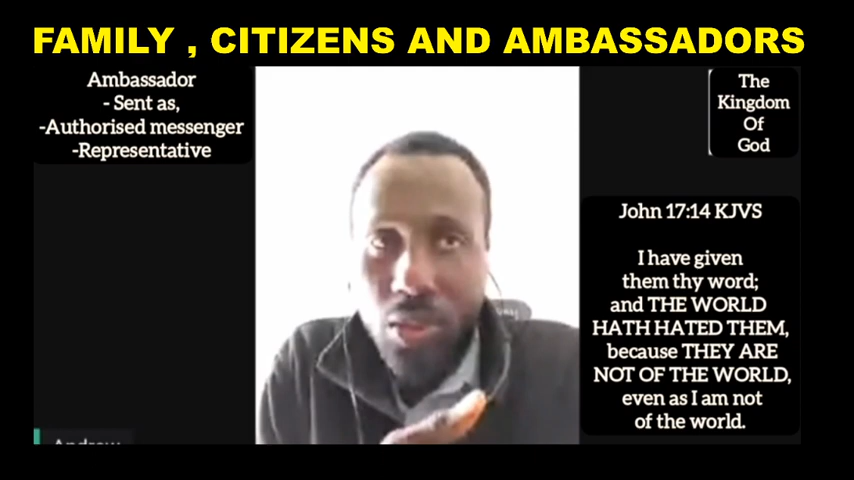 FAMILY , CITIZENS AND AMBASSADORS
Ambassador
- Sent as,
-Authorised messenger
-Representative
The
Kingdom
Of
God
John 17:14 KJVS
I have given
them thy word;
and THE WORLD
HATH HATED THEM,
because THEY ARE
NOT OF THE WORLD,
even as I am not
of the world.
Andrew